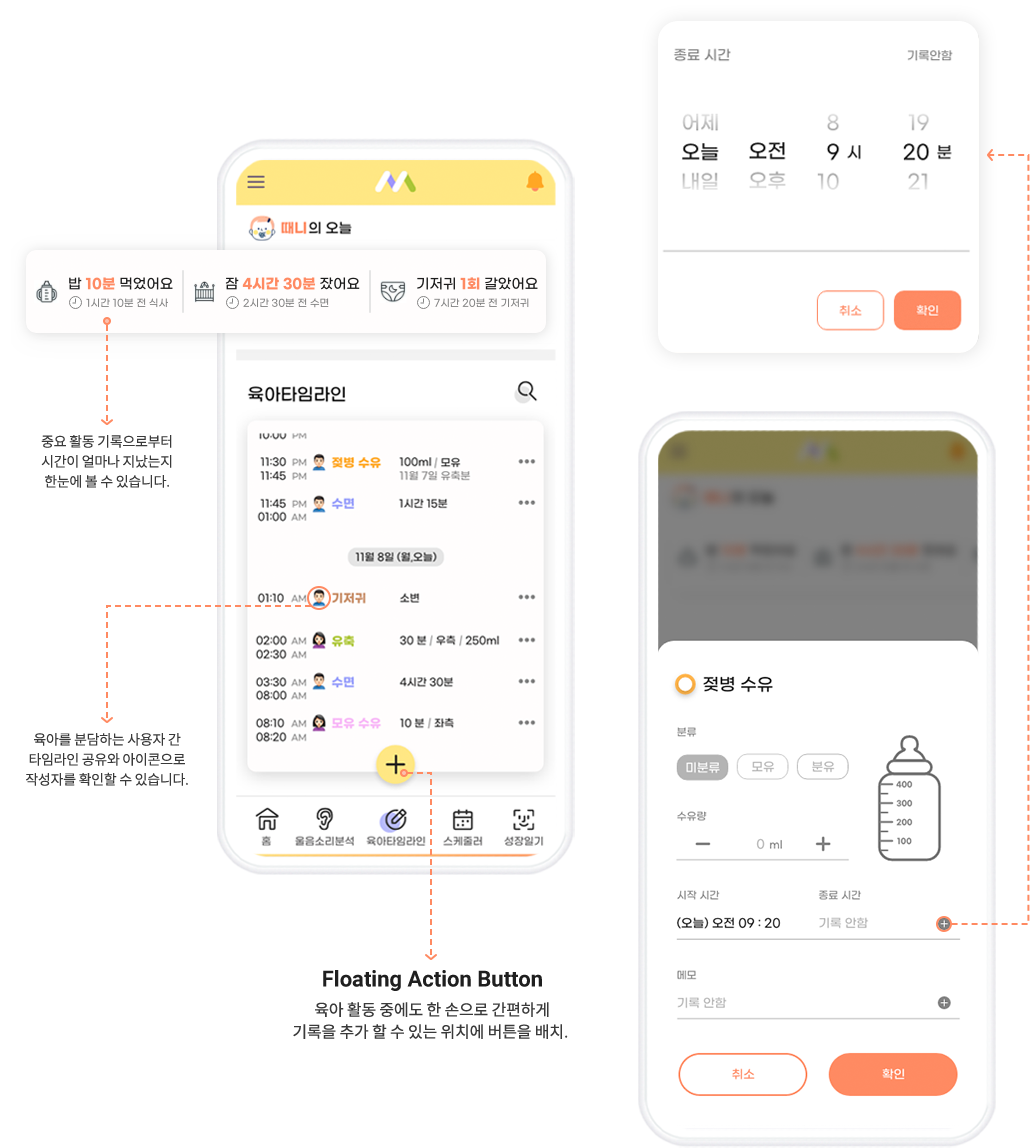 때니의 오늘
밥 10분 먹었어요
1시간 10분 전 식사
잠 4시간 30분 잤어요
2시간 30분 전 수면
기저귀 1회 갈았어요
7시간 20분 전 기저귀
중요 활동 기록으로부터
시간이 얼마나 지났는지
한눈에 볼 수 있습니다.
육아타임라인
10:00 PM
11:30 PM 젖병 수유 100ml / 모유
11:45 PM 11월 7일 유축분
11:45 PM 수면 1시간 15분
01:00 AM
11월 8일 (월,오늘)
01:10 AM 기저귀 소변
02:00 AM 유축 30 분 / 우측 / 250ml
02:30 AM
03:30 AM 수면 4시간 30분
08:00 AM
08:10 AM 모유 수유 10 분 / 좌측
08:20 AM
육아를 분담하는 사용자 간
타임라인 공유와 아이콘으로
작성자를 확인할 수 있습니다.
홈 울음소리분석 육아타임라인 스케줄러 성장일기
Floating Action Button
육아 활동 중에도 한 손으로 간편하게
기록을 추가 할 수 있는 위치에 버튼을 배치.
종료 시간 기록안함
어제 8 19
오늘 오전 9 시 20 분
내일 오후 10 21
취소 확인
젖병 수유
분류
미분류 모유 분유
수유량
0 ml
400
300
200
100
시작 시간 종료 시간
(오늘) 오전 09 : 20 기록 안함
메모
기록 안함
취소 확인